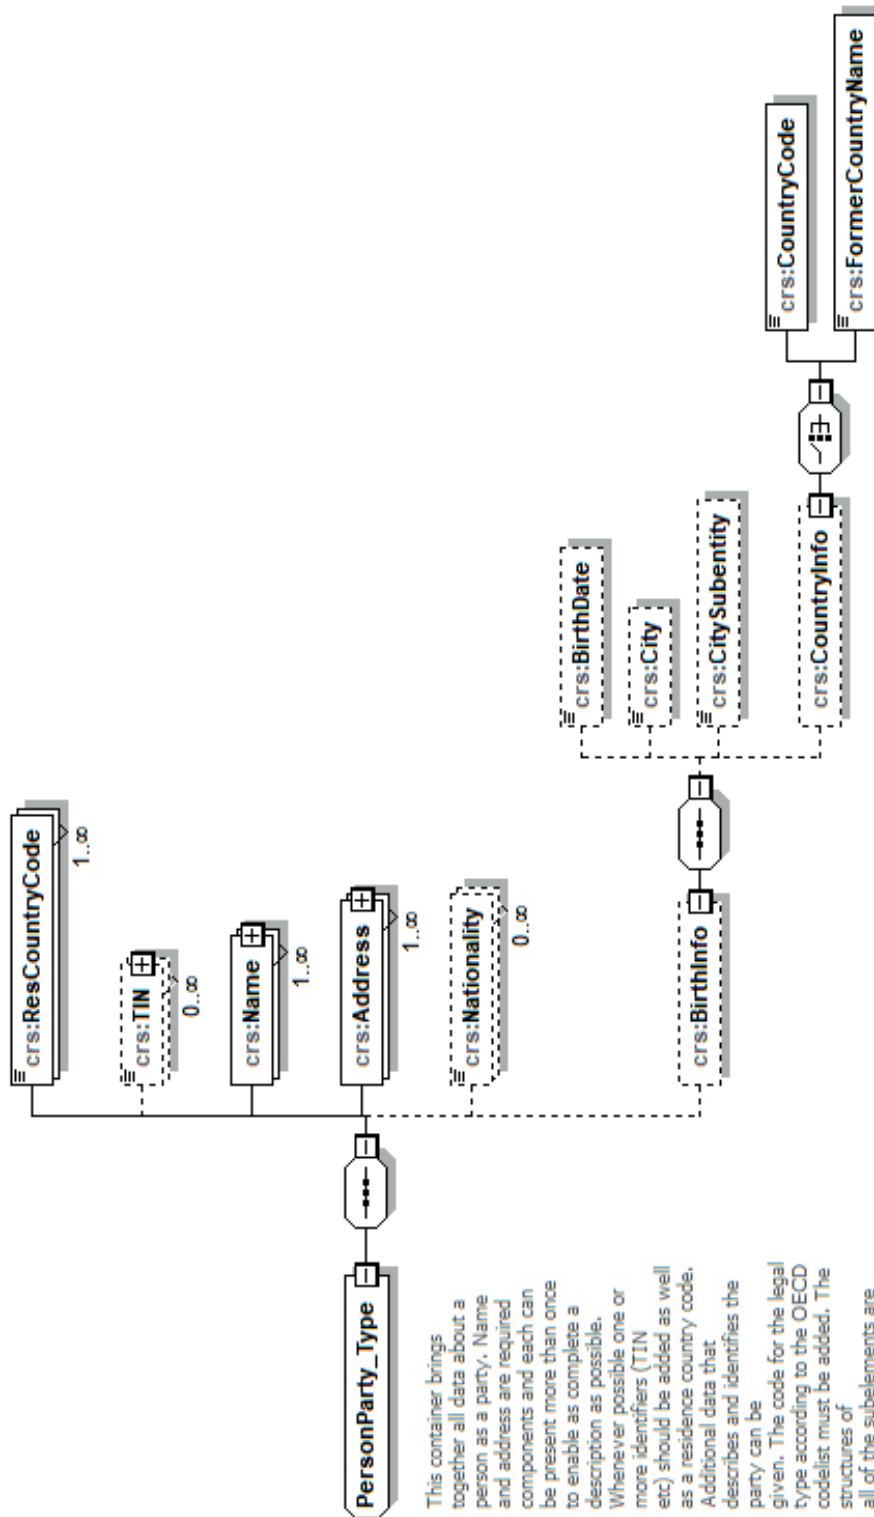 PersonParty_Type
This container brings
together all data about a
person as a party. Name
and address are required
components and each can
be present more than once
to enable as complete a
description as possible.
Whenever possible one or
more identifiers (TIN
etc) should be added as well
as a residence country code.
Additional data that
describes and identifies the
party can be
given. The code for the legal
type according to the OECD
codelist must be added. The
structures of
all of the subelements are
crs:ResCountryCode
1..∞
crs:TIN
0..∞
crs:Name
1..∞
crs:Address
1..∞
crs:Nationality
0..∞
crs:BirthInfo
crs:BirthDate
crs:City
crs:CitySubentity
crs:CountryInfo
crs:CountryCode
crs:FormerCountryName